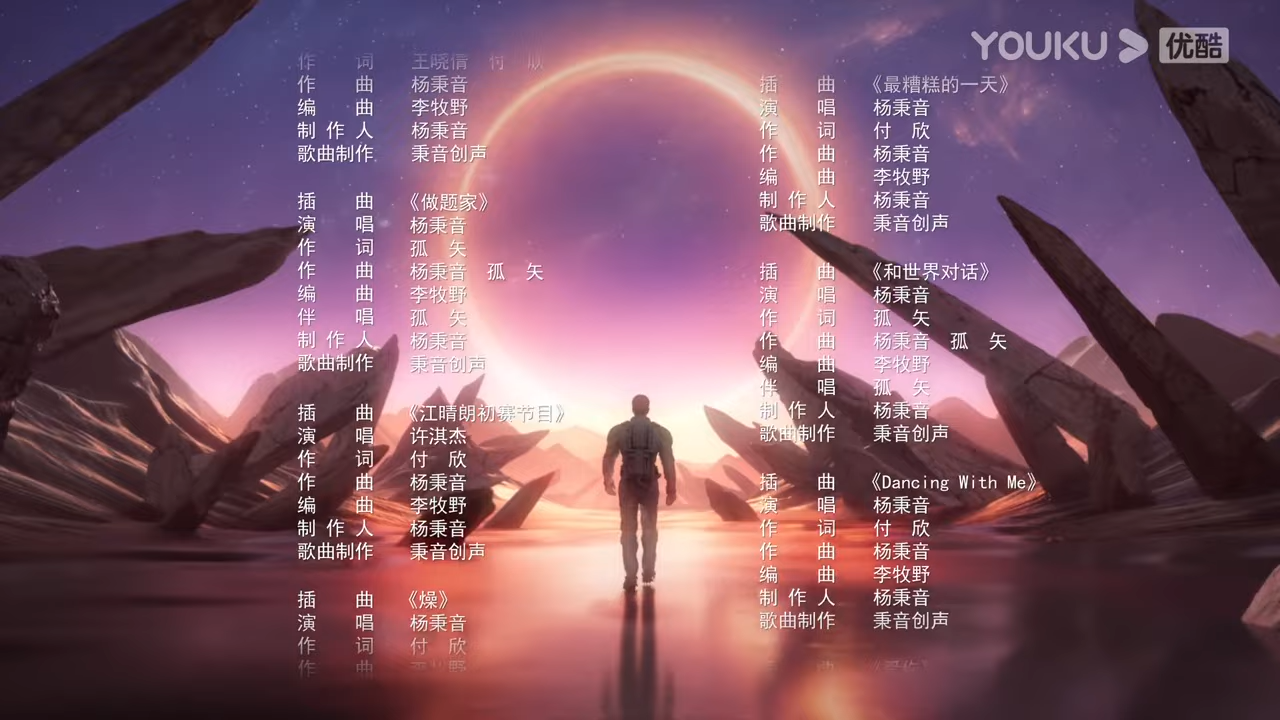 YOUKU 优酷
作 词 王晓倩 付 欣
作 曲 杨秉音
编 曲 李牧野
制 作 人 杨秉音
歌曲制作 秉音创声
插 曲 《做题家》
演 唱 杨秉音
作 词 孤 矢
作 曲 杨秉音 孤 矢
编 曲 李牧野
伴 唱 孤 矢
制 作 人 杨秉音
歌曲制作 秉音创声
插 曲 《江晴朗初赛节目》
演 唱 许淇杰
作 词 付 欣
作 曲 杨秉音
编 曲 李牧野
制 作 人 杨秉音
歌曲制作 秉音创声
插 曲 《燥》
演 唱 杨秉音
作 词 付 欣
作 曲
插 曲 《最糟糕的一天》
演 唱 杨秉音
作 词 付 欣
作 曲 杨秉音
编 曲 李牧野
制 作 人 杨秉音
歌曲制作 秉音创声
插 曲 《和世界对话》
演 唱 杨秉音
作 词 孤 矢
作 曲 杨秉音 孤 矢
编 曲 李牧野
伴 唱 孤 矢
制 作 人 杨秉音
歌曲制作 秉音创声
插 曲 《Dancing With Me》
演 唱 杨秉音
作 词 付 欣
作 曲 杨秉音
编 曲 李牧野
制 作 人 杨秉音
歌曲制作 秉音创声
插 曲